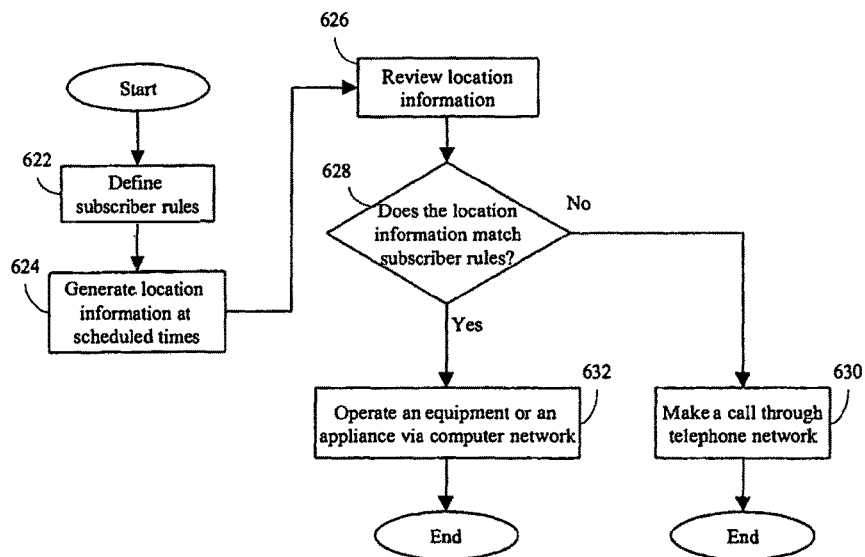 Start
622
Define
subscriber rules
624
Generate location
information at
scheduled times
626
Review location
information
628
Does the location
information match
subscriber rules?
No
Yes
632
Operate an equipment or an
appliance via computer network
630
Make a call through
telephone network
End
End